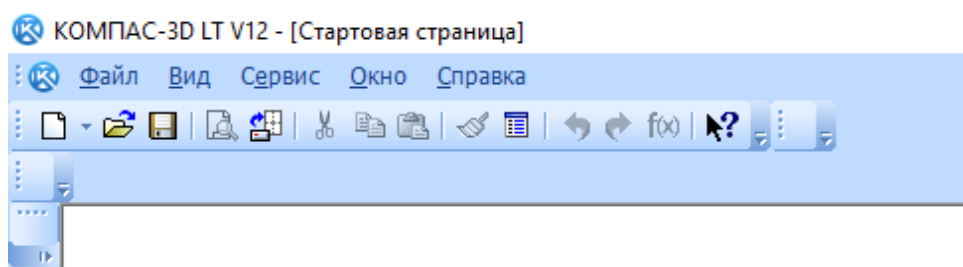 КОМПАС-3D LT V12 - [Стартовая страница]
Файл Вид Сервис Окно Справка
f(x) ?